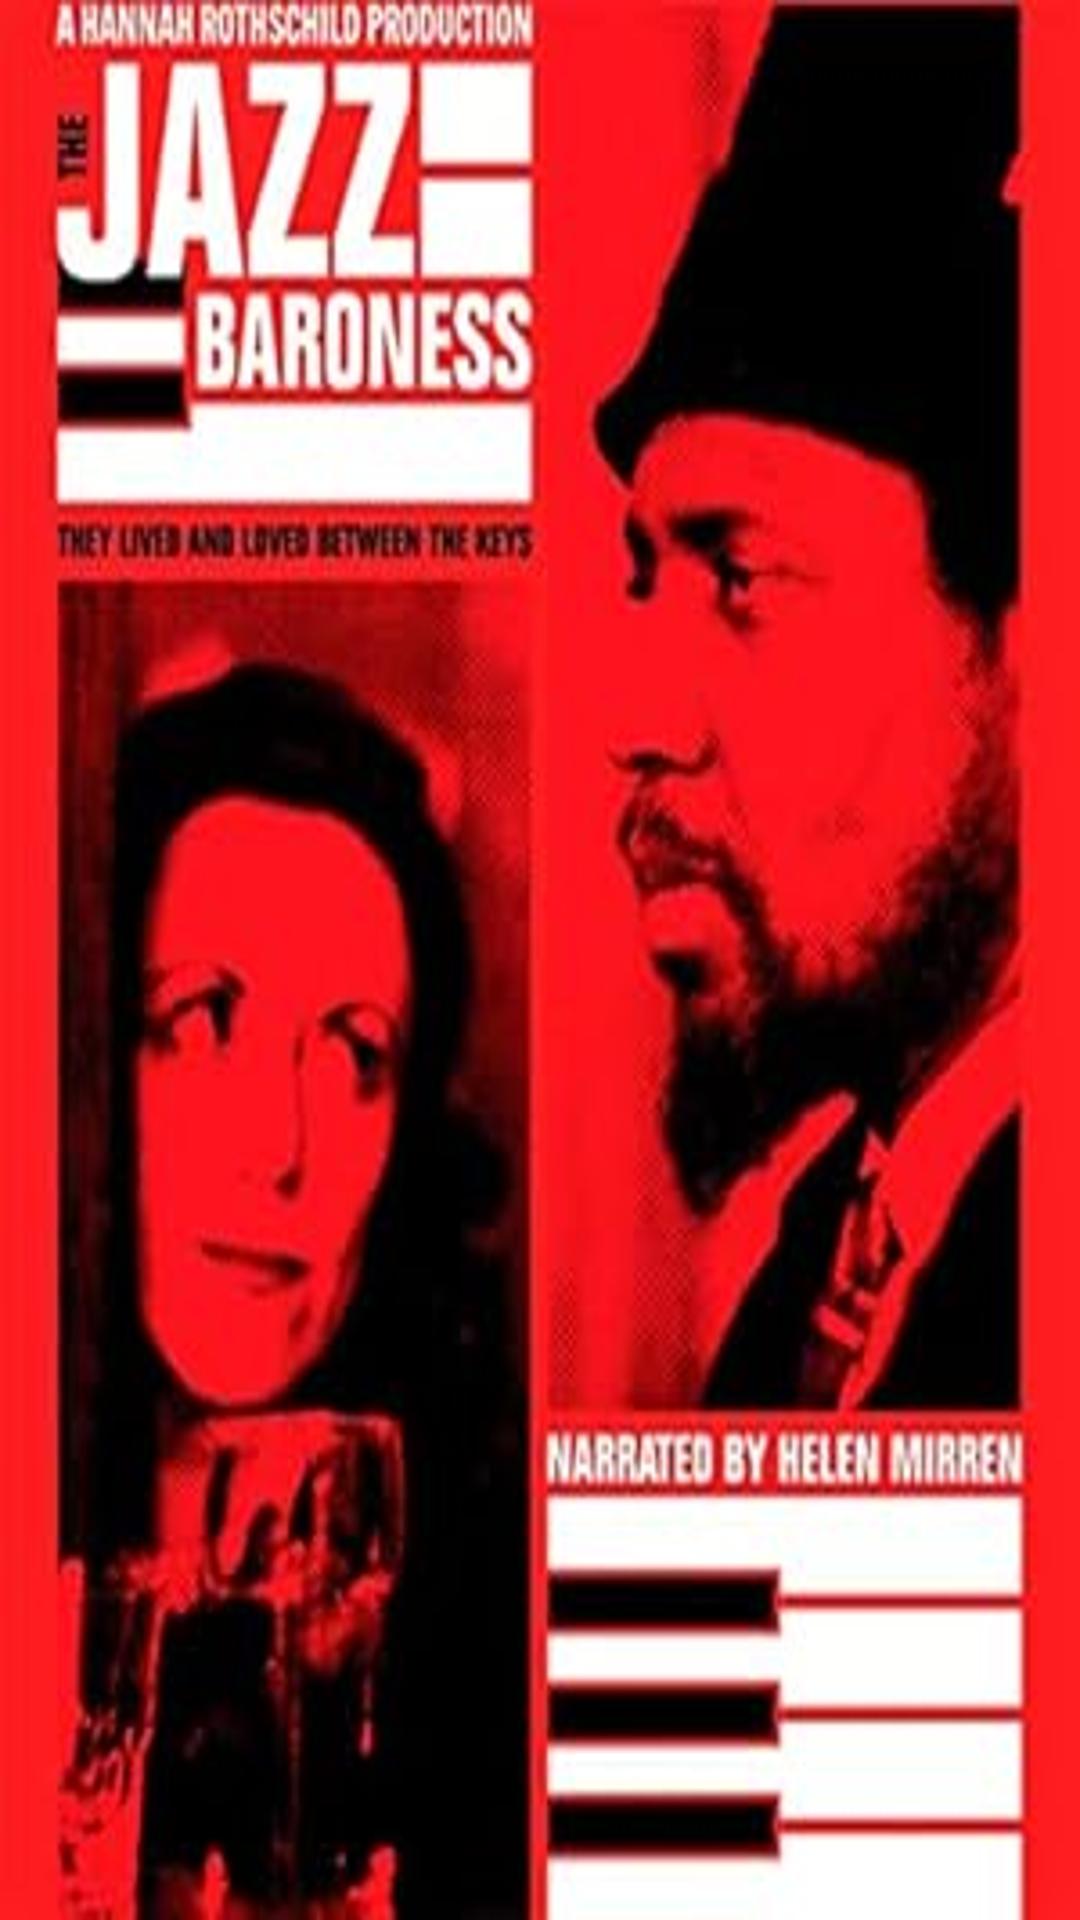 A HANNAH ROTHSCHILD PRODUCTION
THE
JAZZ
BARONESS
THEY LIVED AND LOVED BETWEEN THE KEYS
NARRATED BY HELEN MIRREN